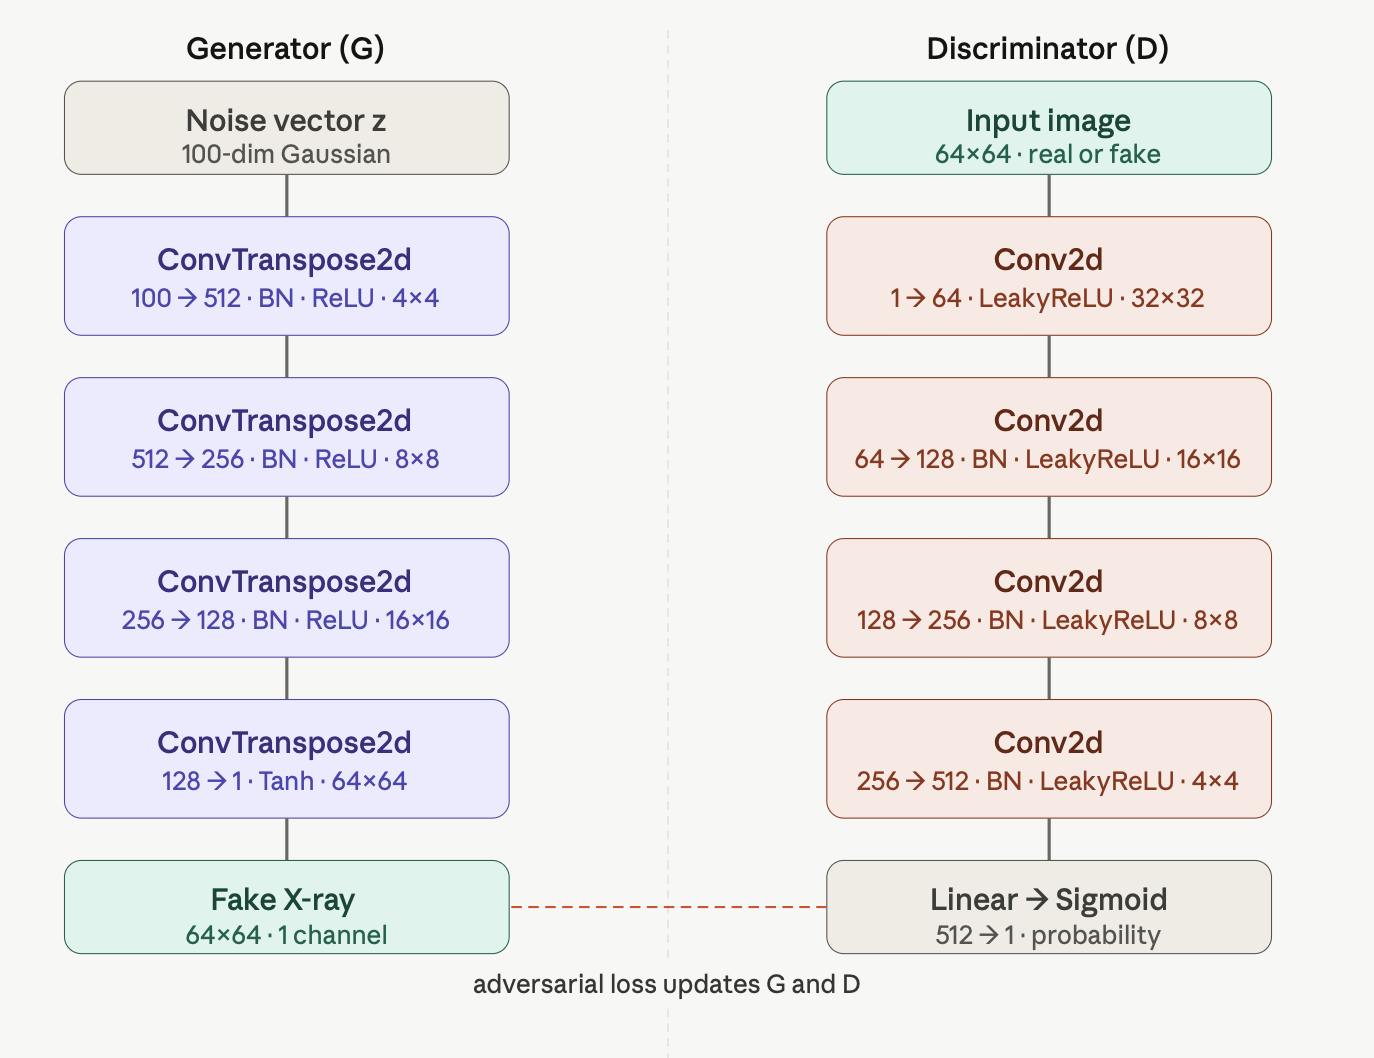 Generator (G)
Noise vector z
100-dim Gaussian
ConvTranspose2d
100 → 512 · BN · ReLU · 4×4
ConvTranspose2d
512 → 256 · BN · ReLU · 8×8
ConvTranspose2d
256 → 128 · BN · ReLU · 16×16
ConvTranspose2d
128 → 1 · Tanh · 64×64
Fake X-ray
64×64 · 1 channel
Discriminator (D)
Input image
64×64 · real or fake
Conv2d
1 → 64 · LeakyReLU · 32×32
Conv2d
64 → 128 · BN · LeakyReLU · 16×16
Conv2d
128 → 256 · BN · LeakyReLU · 8×8
Conv2d
256 → 512 · BN · LeakyReLU · 4×4
Linear → Sigmoid
512 → 1 · probability
adversarial loss updates G and D